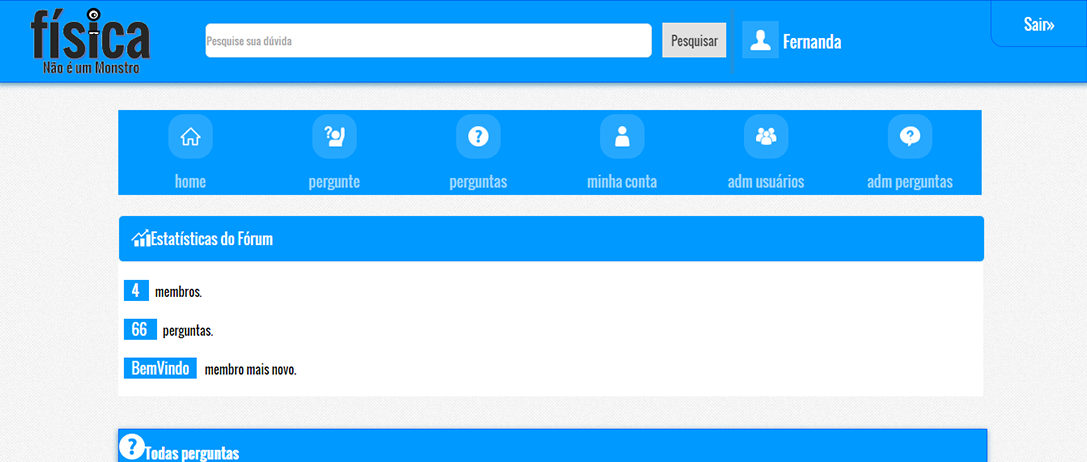 física
Não é um Monstro
Pesquise sua dúvida
Pesquisar
Fernanda
Sair»
home
pergunte
perguntas
minha conta
adm usuários
adm perguntas
Estatísticas do Fórum
4 membros.
66 perguntas.
BemVindo membro mais novo.
Todas perguntas